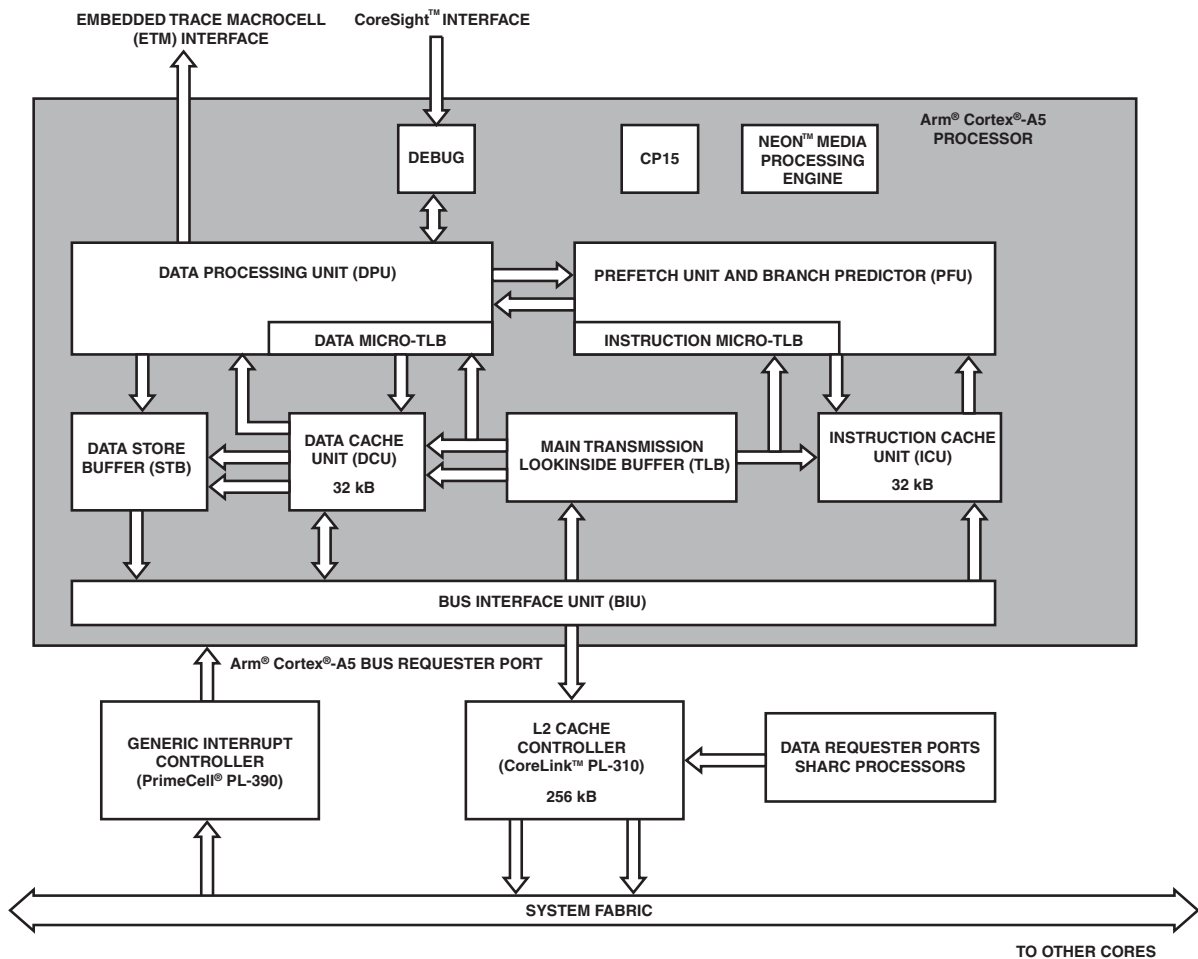 EMBEDDED TRACE MACROCELL
(ETM) INTERFACE
CoreSight™ INTERFACE
Arm® Cortex®-A5
PROCESSOR
DEBUG
CP15
NEON™ MEDIA
PROCESSING
ENGINE
DATA PROCESSING UNIT (DPU)
PREFETCH UNIT AND BRANCH PREDICTOR (PFU)
DATA MICRO-TLB
INSTRUCTION MICRO-TLB
DATA STORE
BUFFER (STB)
DATA CACHE
UNIT (DCU)
32 kB
MAIN TRANSMISSION
LOOKINSIDE BUFFER (TLB)
INSTRUCTION CACHE
UNIT (ICU)
32 kB
BUS INTERFACE UNIT (BIU)
Arm® Cortex®-A5 BUS REQUESTER PORT
GENERIC INTERRUPT
CONTROLLER
(PrimeCell® PL-390)
L2 CACHE
CONTROLLER
(CoreLink™ PL-310)
256 kB
DATA REQUESTER PORTS
SHARC PROCESSORS
SYSTEM FABRIC
TO OTHER CORES